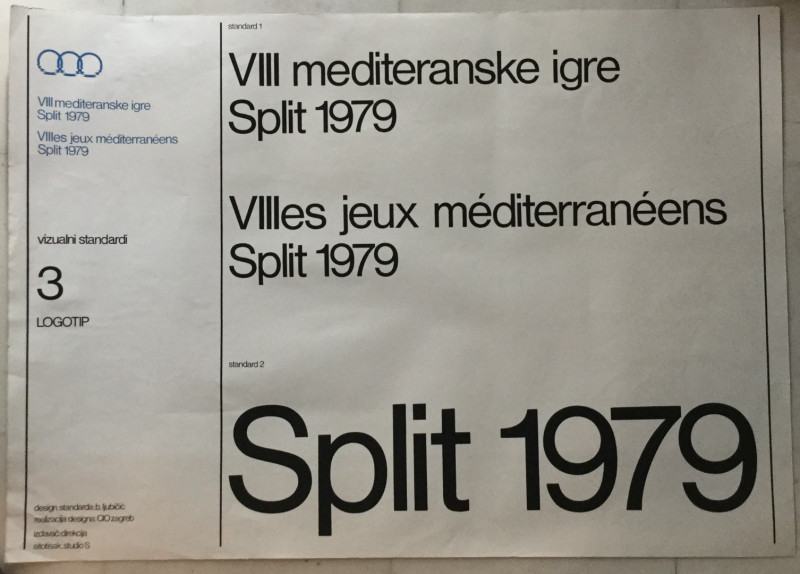 VIII mediteranske igre
Split 1979
VIIIes jeux méditerranéens
Split 1979
vizualni standardi
3
LOGOTIP
design standarda: b. ljubičić
realizacija designa: CIO zagreb
izdavač: direkcija
sitotisak: studio S
standard 1
VIII mediteranske igre
Split 1979
VIIIes jeux méditerranéens
Split 1979
standard 2
Split 1979